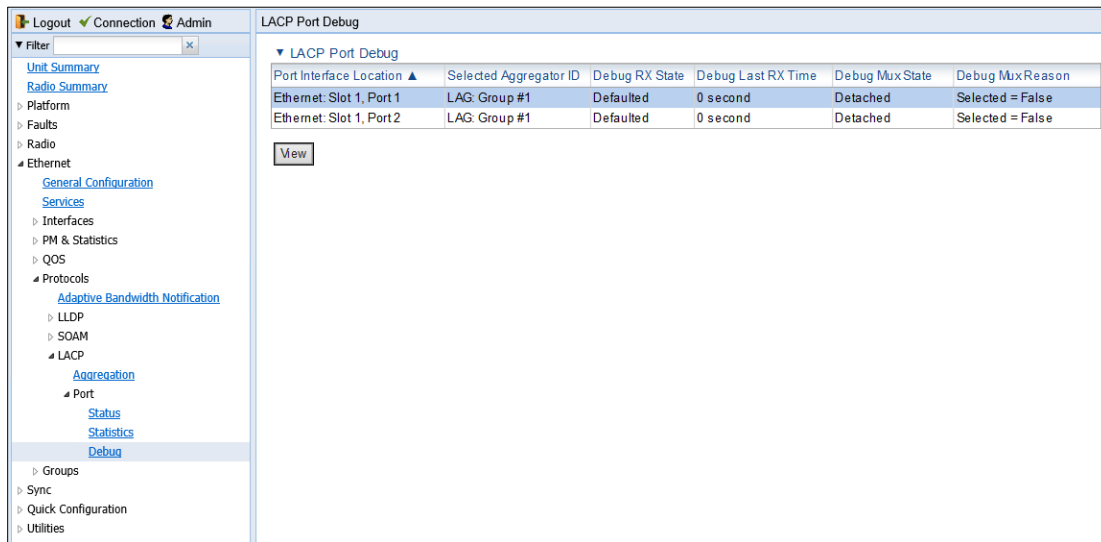 Logout Connection Admin
Filter
Unit Summary
Radio Summary
Platform
Faults
Radio
Ethernet
General Configuration
Services
Interfaces
PM & Statistics
QOS
Protocols
Adaptive Bandwidth Notification
LLDP
SOAM
LACP
Aggregation
Port
Status
Statistics
Debug
Groups
Sync
Quick Configuration
Utilities
LACP Port Debug
▼ LACP Port Debug
Port Interface Location ▲ Selected Aggregator ID Debug RX State Debug Last RX Time Debug Mux State Debug Mux Reason
Ethernet: Slot 1, Port 1 LAG: Group #1 Defaulted 0 second Detached Selected = False
Ethernet: Slot 1, Port 2 LAG: Group #1 Defaulted 0 second Detached Selected = False
View